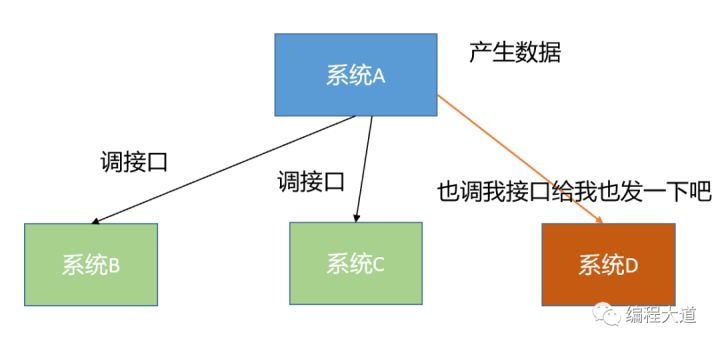 产生数据
系统A
调接口
调接口
也调我接口给我也发一下吧
系统B
系统C
系统D
编程大道